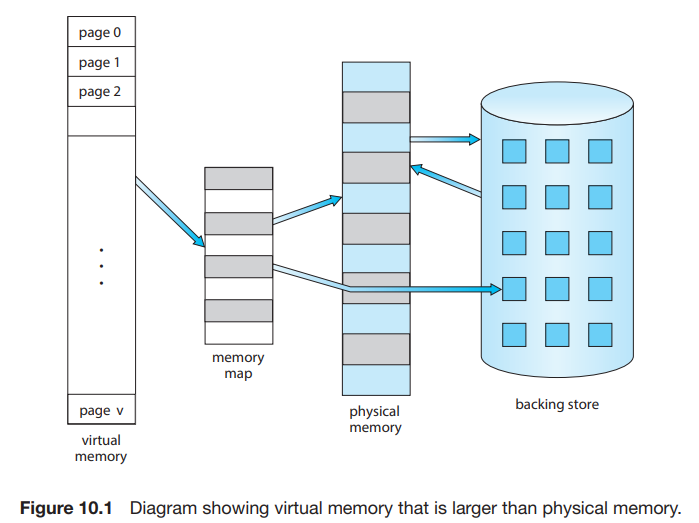 page 0
page 1
page 2
page v
virtual
memory
memory
map
physical
memory
backing store
Figure 10.1 Diagram showing virtual memory that is larger than physical memory.